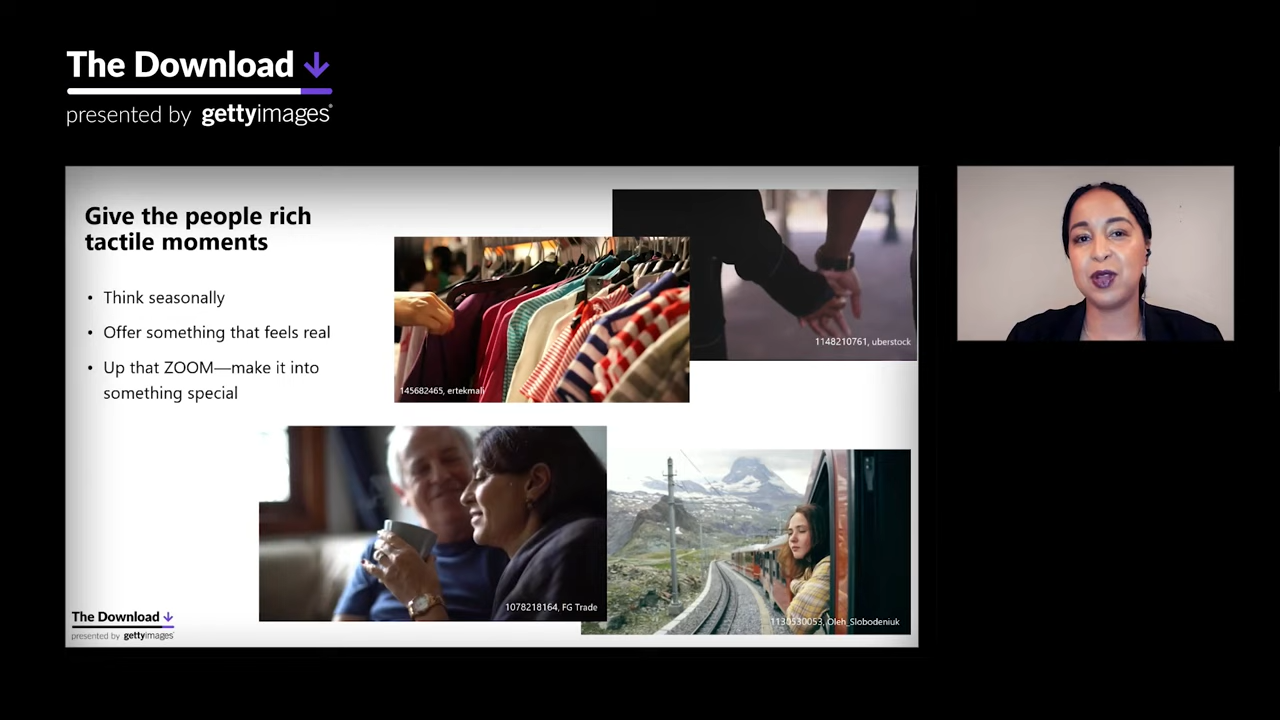 The Download
presented by gettyimages®
Give the people rich
tactile moments
• Think seasonally
• Offer something that feels real
• Up that ZOOM—make it into
something special
1148210761, uberstock
145682465, ertekmali
1078218164, FG Trade
1130530053, Oleh_Slobodeniuk
The Download
presented by gettyimages